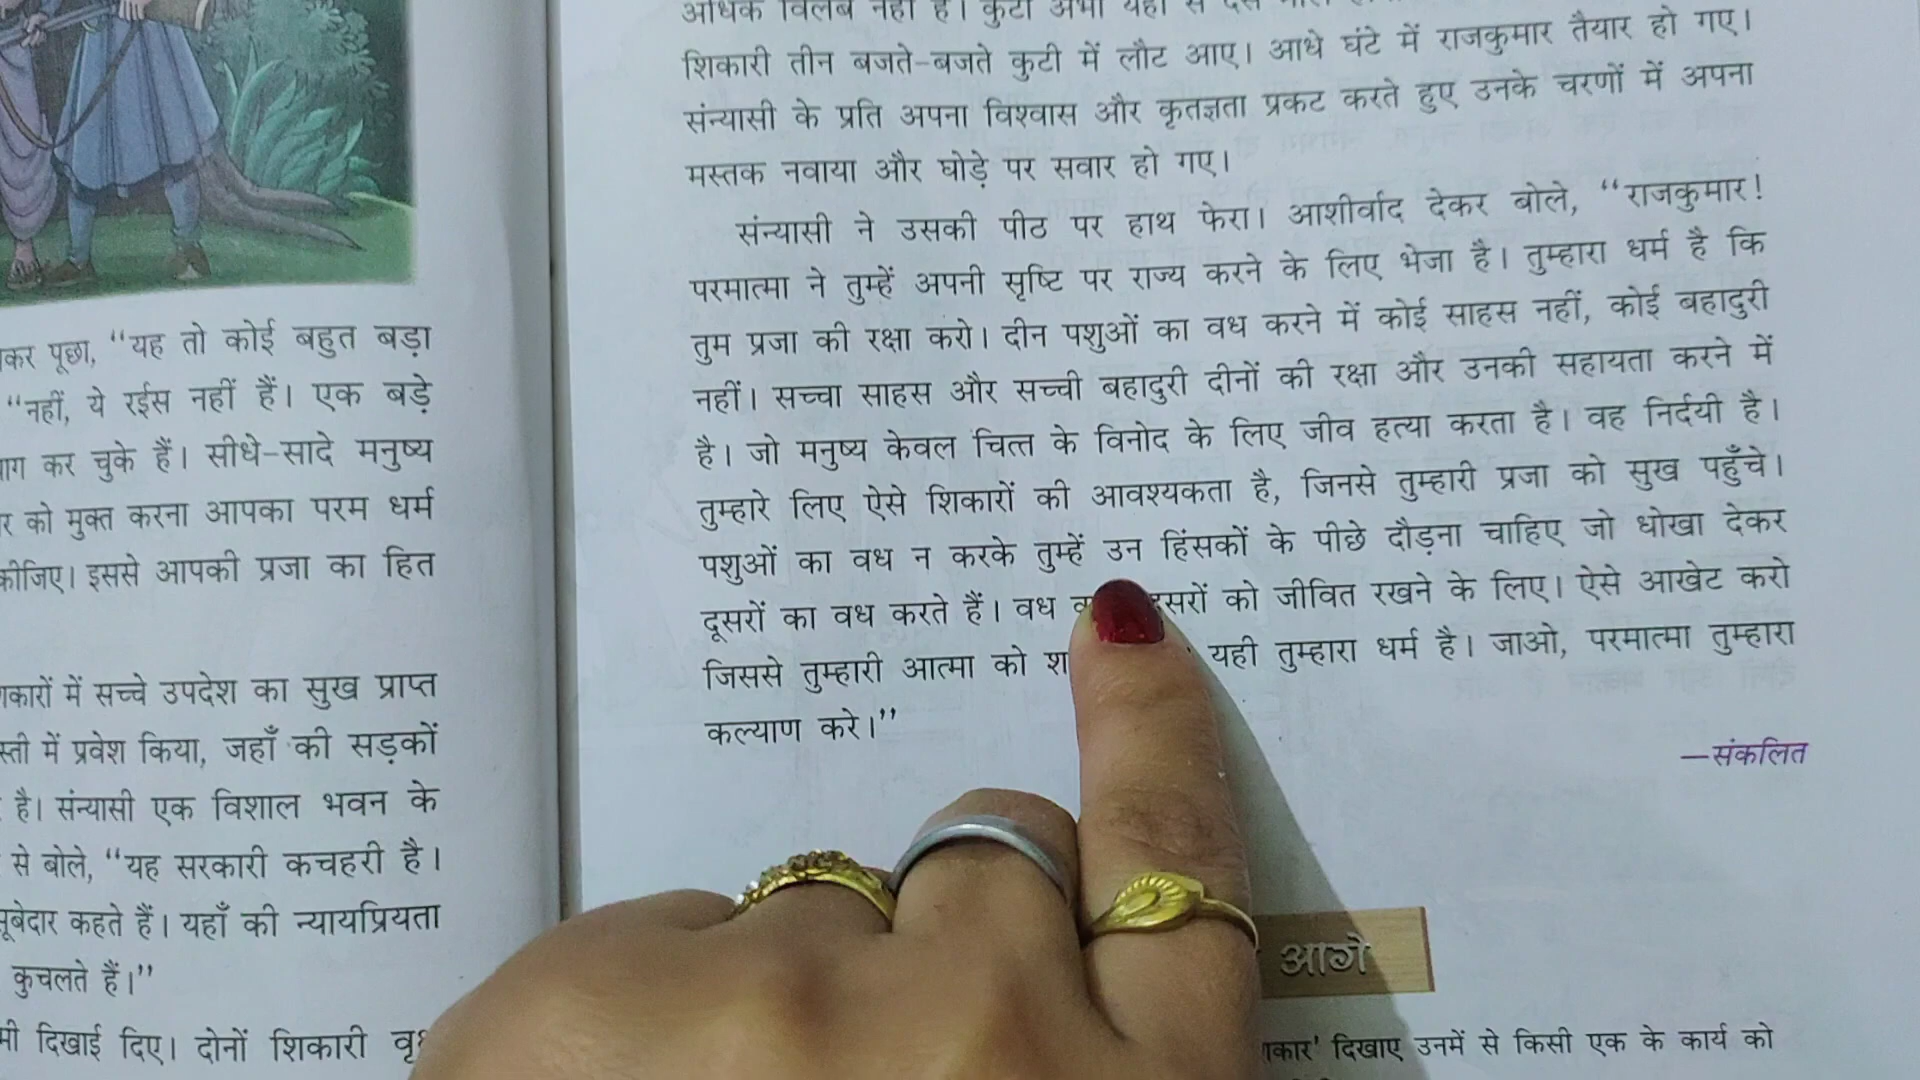 कर पूछा, “यह तो कोई बहुत बड़ा
“नहीं, ये रईस नहीं हैं। एक बड़े
कर चुके हैं। सीधे-सादे मनुष्य
को मुक्त करना आपका परम धर्म
कीजिए। इससे आपकी प्रजा का हित
में सच्चे उपदेश का सुख प्राप्त
में प्रवेश किया, जहाँ की सड़कों
है। संन्यासी एक विशाल भवन के
से बोले, “यह सरकारी कचहरी है।
सूबेदार कहते हैं। यहाँ की न्यायप्रियता
कुचलते हैं।”
दिखाई दिए। दोनों शिकारी
अधिक विलंब नहीं है। कुटी अभी यहाँ से दस
शिकारी तीन बजते-बजते कुटी में लौट आए। आधे घंटे में राजकुमार तैयार हो गए।
संन्यासी के प्रति अपना विश्वास और कृतज्ञता प्रकट करते हुए उनके चरणों में अपना
मस्तक नवाया और घोड़े पर सवार हो गए।
संन्यासी ने उसकी पीठ पर हाथ फेरा। आशीर्वाद देकर बोले, “राजकुमार!
परमात्मा ने तुम्हें अपनी सृष्टि पर राज्य करने के लिए भेजा है। तुम्हारा धर्म है कि
तुम प्रजा की रक्षा करो। दीन पशुओं का वध करने में कोई साहस नहीं, कोई बहादुरी
नहीं। सच्चा साहस और सच्ची बहादुरी दीनों की रक्षा और उनकी सहायता करने में
है। जो मनुष्य केवल चित्त के विनोद के लिए जीव हत्या करता है। वह निर्दयी है।
तुम्हारे लिए ऐसे शिकारों की आवश्यकता है, जिनसे तुम्हारी प्रजा को सुख पहुँचे।
पशुओं का वध न करके तुम्हें उन हिंसकों के पीछे दौड़ना चाहिए जो धोखा देकर
दूसरों का वध करते हैं। वध दूसरों को जीवित रखने के लिए। ऐसे आखेट करो
जिससे तुम्हारी आत्मा को यही तुम्हारा धर्म है। जाओ, परमात्मा तुम्हारा
कल्याण करे।”
—संकलित
आगे
दिखाए उनमें से किसी एक के कार्य को